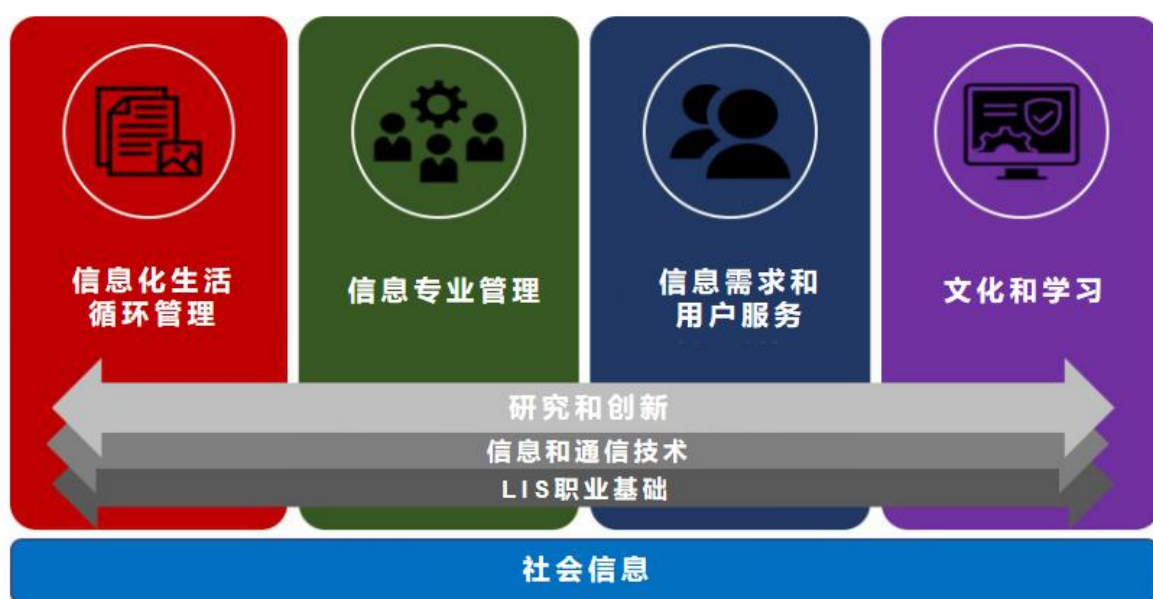 信息化生活
循环管理
信息专业管理
信息需求和
用户服务
文化和学习
研究和创新
信息和通信技术
LIS职业基础
社会信息